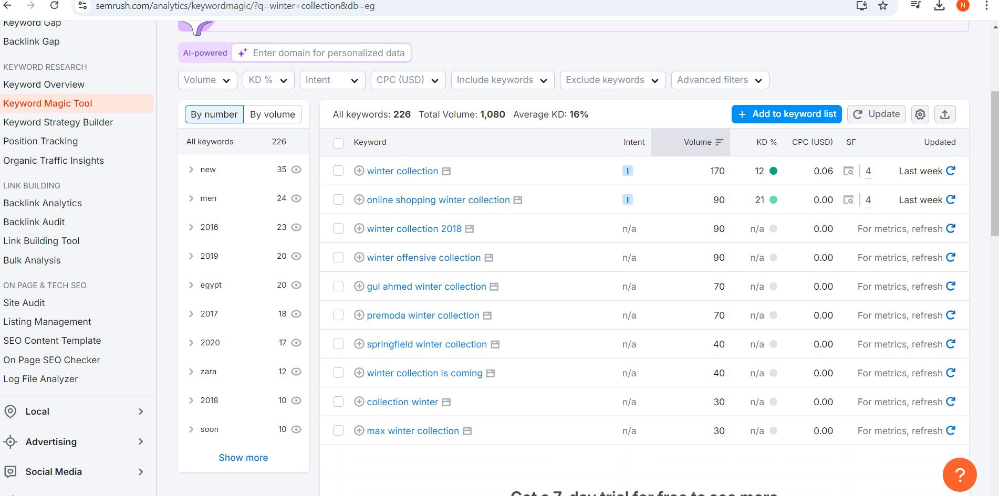 semrush.com/analytics/keywordmagic/?q=winter+collection&db=eg
N
Keyword Gap
Backlink Gap
KEYWORD RESEARCH
Keyword Overview
Keyword Magic Tool
Keyword Strategy Builder
Position Tracking
Organic Traffic Insights
LINK BUILDING
Backlink Analytics
Backlink Audit
Link Building Tool
Bulk Analysis
ON PAGE & TECH SEO
Site Audit
Listing Management
SEO Content Template
On Page SEO Checker
Log File Analyzer
Local
Advertising
Social Media
AI-powered Enter domain for personalized data
Volume KD % Intent CPC (USD) Include keywords Exclude keywords Advanced filters
By number By volume
All keywords 226
new 35
men 24
2016 23
2019 20
egypt 20
2017 18
2020 17
zara 12
2018 10
soon 10
Show more
All keywords: 226 Total Volume: 1,080 Average KD: 16% + Add to keyword list Update
Keyword Intent Volume KD % CPC (USD) SF Updated
winter collection I 170 12 0.06 4 Last week
online shopping winter collection I 90 21 0.00 4 Last week
winter collection 2018 n/a 90 n/a 0.00 For metrics, refresh
winter offensive collection n/a 90 n/a 0.00 For metrics, refresh
gul ahmed winter collection n/a 70 n/a 0.00 For metrics, refresh
premoda winter collection n/a 70 n/a 0.00 For metrics, refresh
springfield winter collection n/a 40 n/a 0.00 For metrics, refresh
winter collection is coming n/a 40 n/a 0.00 For metrics, refresh
collection winter n/a 30 n/a 0.00 For metrics, refresh
max winter collection n/a 30 n/a 0.00 For metrics, refresh
Get a 7-day trial for free to see more
?